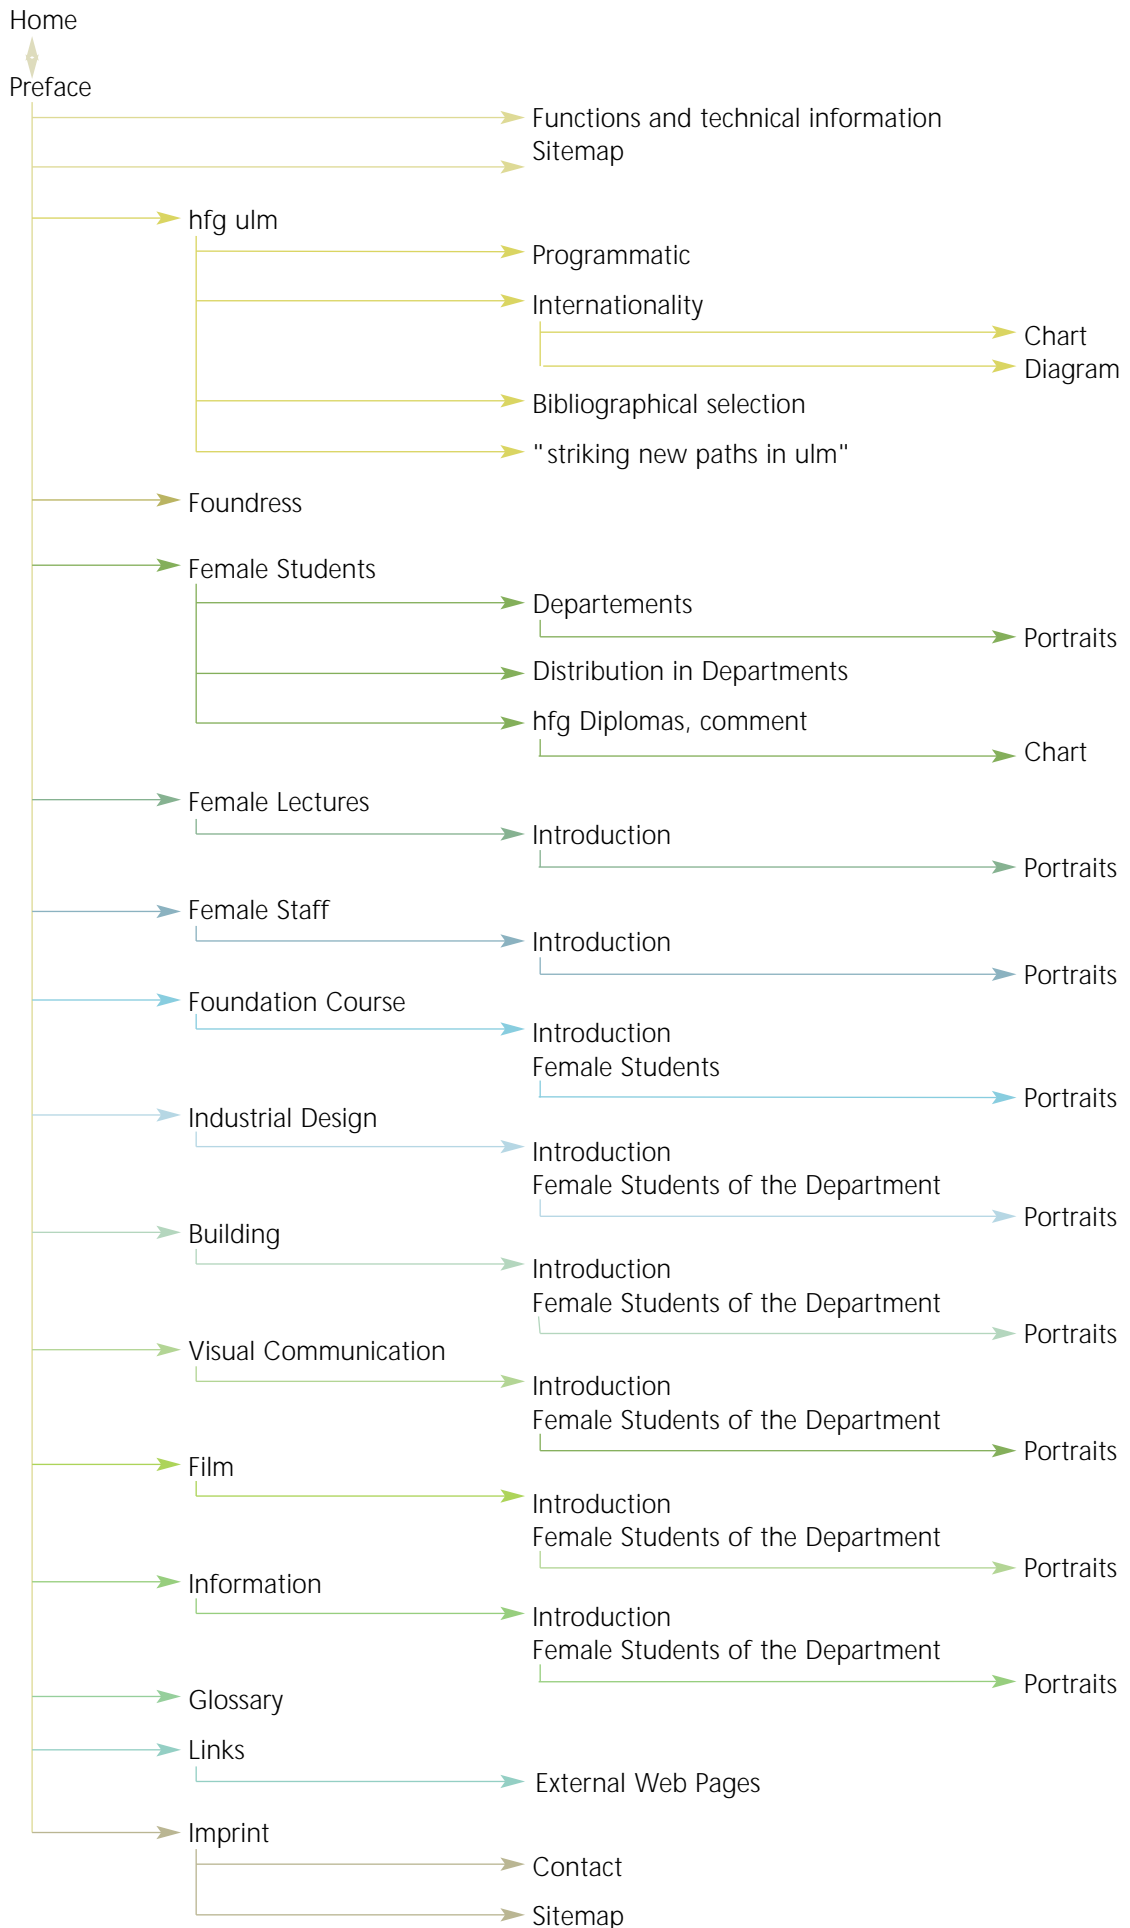 Home
Preface
Functions and technical information
Sitemap
hfg ulm
Programmatic
Internationality
Chart
Diagram
Bibliographical selection
"striking new paths in ulm"
Foundress
Female Students
Departements
Portraits
Distribution in Departments
hfg Diplomas, comment
Chart
Female Lectures
Introduction
Portraits
Female Staff
Introduction
Portraits
Foundation Course
Introduction
Female Students
Portraits
Industrial Design
Introduction
Female Students of the Department
Portraits
Building
Introduction
Female Students of the Department
Portraits
Visual Communication
Introduction
Female Students of the Department
Portraits
Film
Introduction
Female Students of the Department
Portraits
Information
Introduction
Female Students of the Department
Portraits
Glossary
Links
External Web Pages
Imprint
Contact
Sitemap